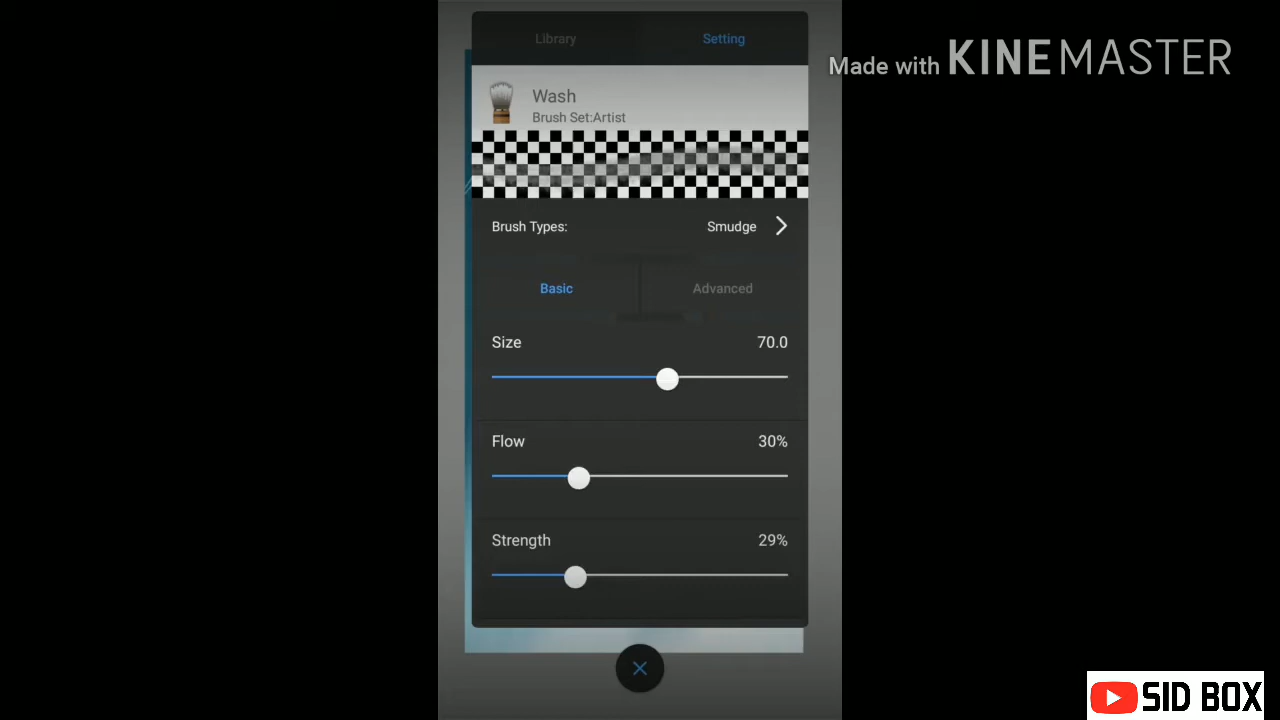 Library
Setting
Made with KINEMASTER
Wash
Brush Set:Artist
Brush Types:
Smudge
Basic
Advanced
Size
70.0
Flow
30%
Strength
29%
SID BOX